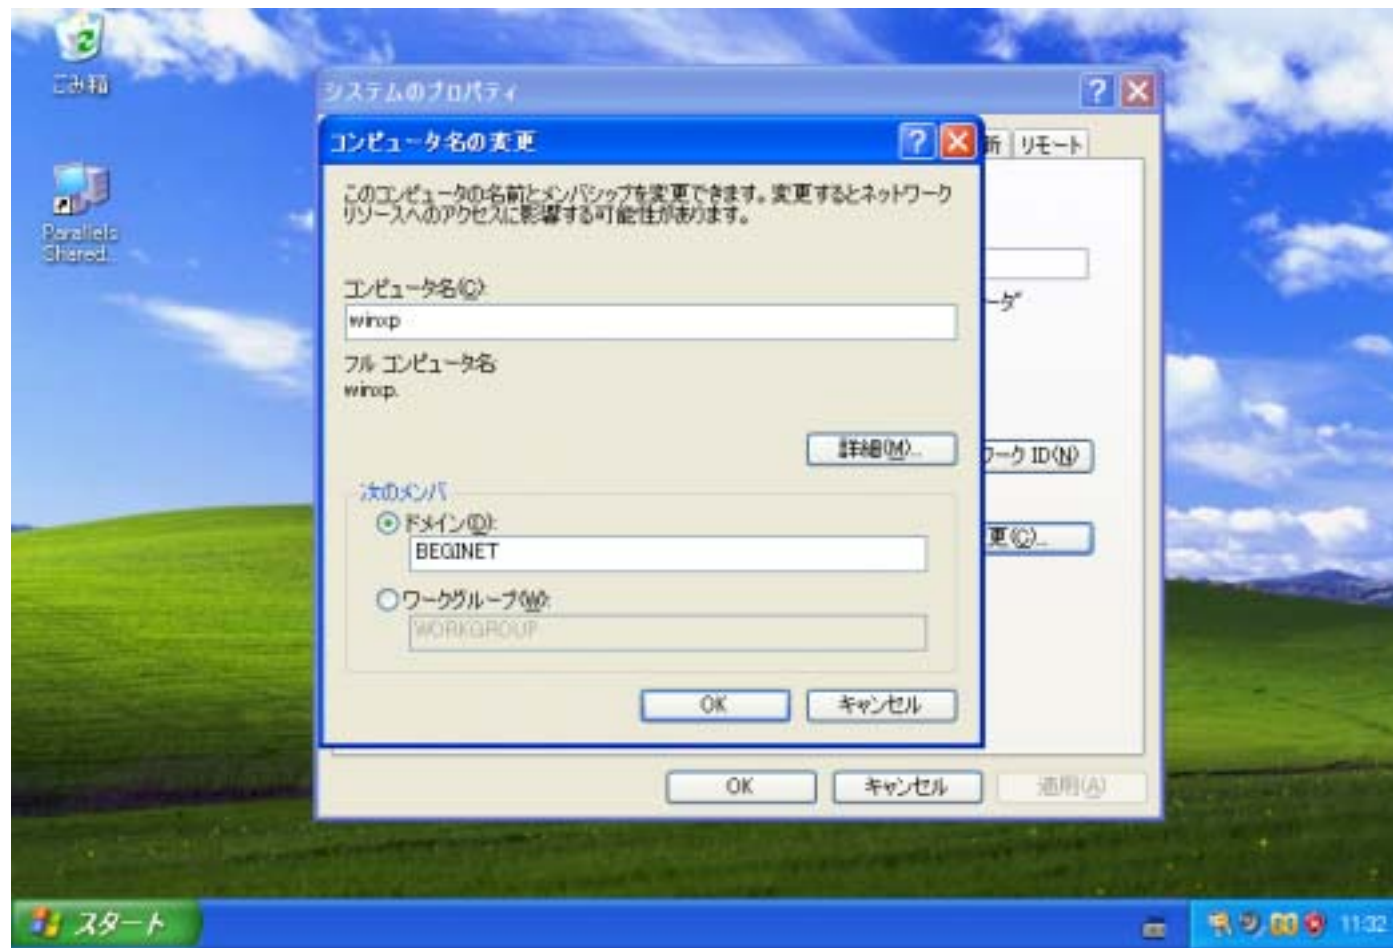 ごみ箱
Parallels
Shared...
システムのプロパティ
コンピュータ名の変更
断 リモート
このコンピュータの名前とメンバシップを変更できます。変更するとネットワーク
リソースへのアクセスに影響する可能性があります。
コンピュータ名(C):
winxp
ータ
フル コンピュータ名:
winxp.
詳細(M)...
ワーク ID(N)
次のメンバ
ドメイン(D):
BEGINET
更(C)...
ワークグループ(W):
WORKGROUP
OK
キャンセル
OK
キャンセル
適用(A)
スタート
11:32